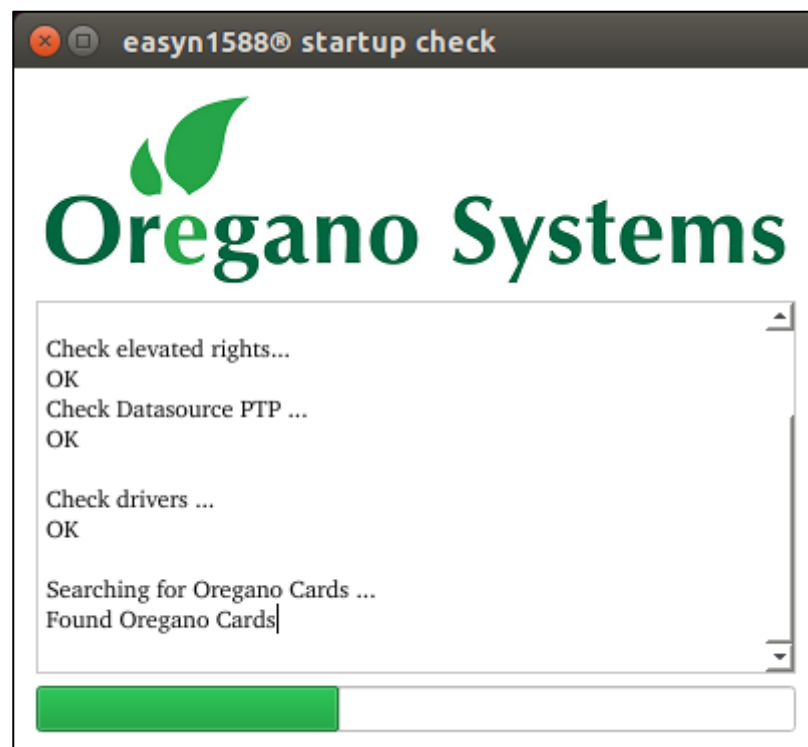 easyn1588® startup check
Oregano Systems
Check elevated rights...
OK
Check Datasource PTP ...
OK
Check drivers ...
OK
Searching for Oregano Cards ...
Found Oregano Cards